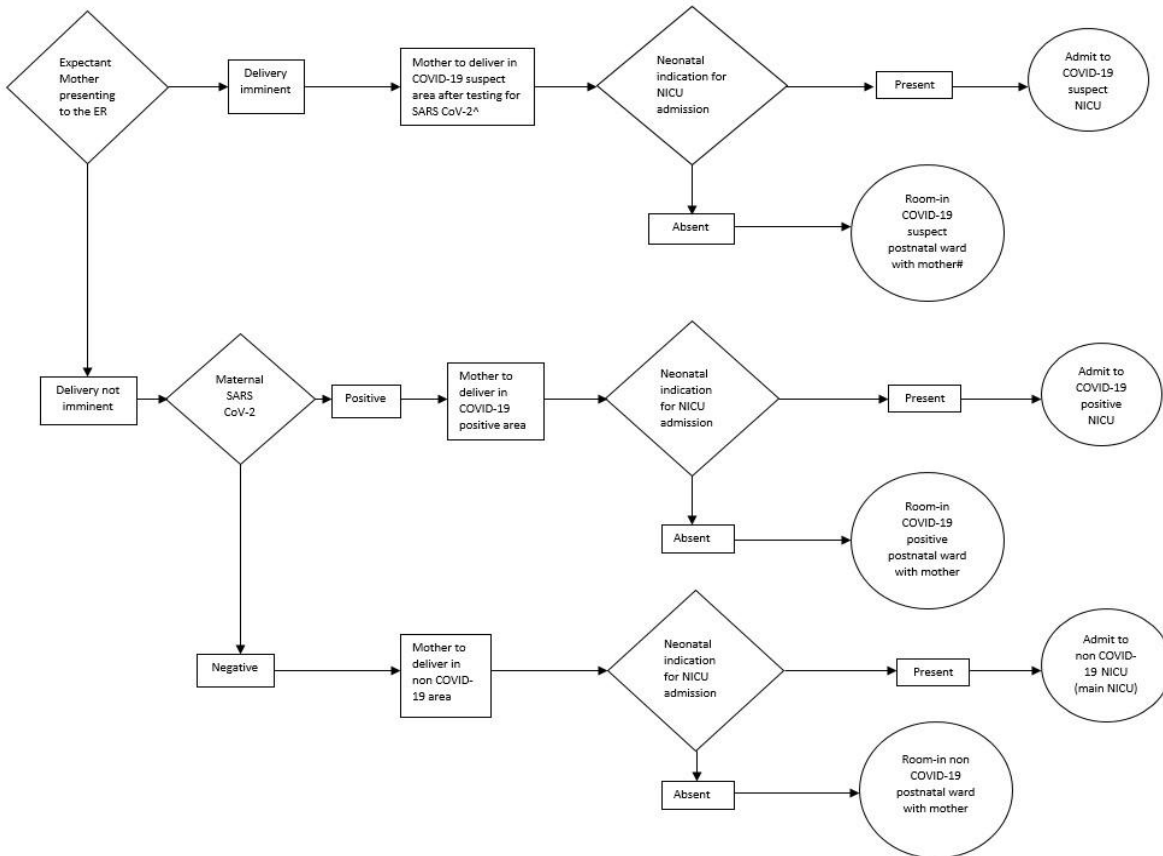 Expectant
Mother
presenting
to the ER
Delivery
imminent
Mother to deliver in
COVID-19 suspect
area after testing for
SARS CoV-2^
Neonatal
indication for
NICU
admission
Present
Admit to
COVID-19
suspect
NICU
Absent
Room-in
COVID-19
suspect
postnatal ward
with mother#
Delivery not
imminent
Maternal
SARS
CoV-2
Positive
Mother to
deliver in
COVID-19
positive area
Neonatal
indication
for NICU
admission
Present
Admit to
COVID-19
positive
NICU
Absent
Room-in
COVID-19
positive
postnatal ward
with mother
Negative
Mother to
deliver in
non COVID-
19 area
Neonatal
indication
for NICU
admission
Present
Admit to
non COVID-
19 NICU
(main NICU)
Absent
Room-in non
COVID-19
postnatal ward
with mother